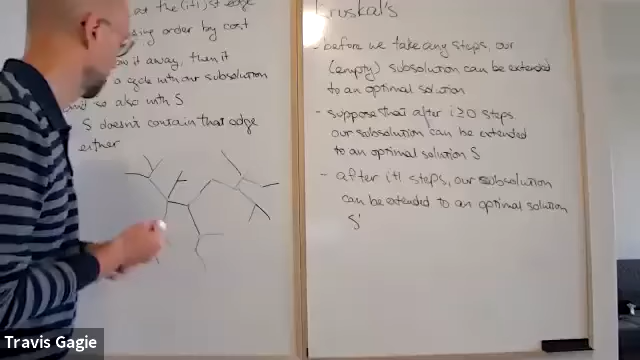 at the (i+1)st edge
sing order by cost
it away, then it
a cycle with our subsolution
and so also with S
S doesn't contain that edge
either
Kruskal's
- before we take any steps, our
(empty) subsolution can be extended
to an optimal solution
- suppose that after i ≥ 0 steps
our subsolution can be extended
to an optimal solution S
- after i+1 steps, our subsolution
can be extended to an optimal solution
S'
Travis Gagie